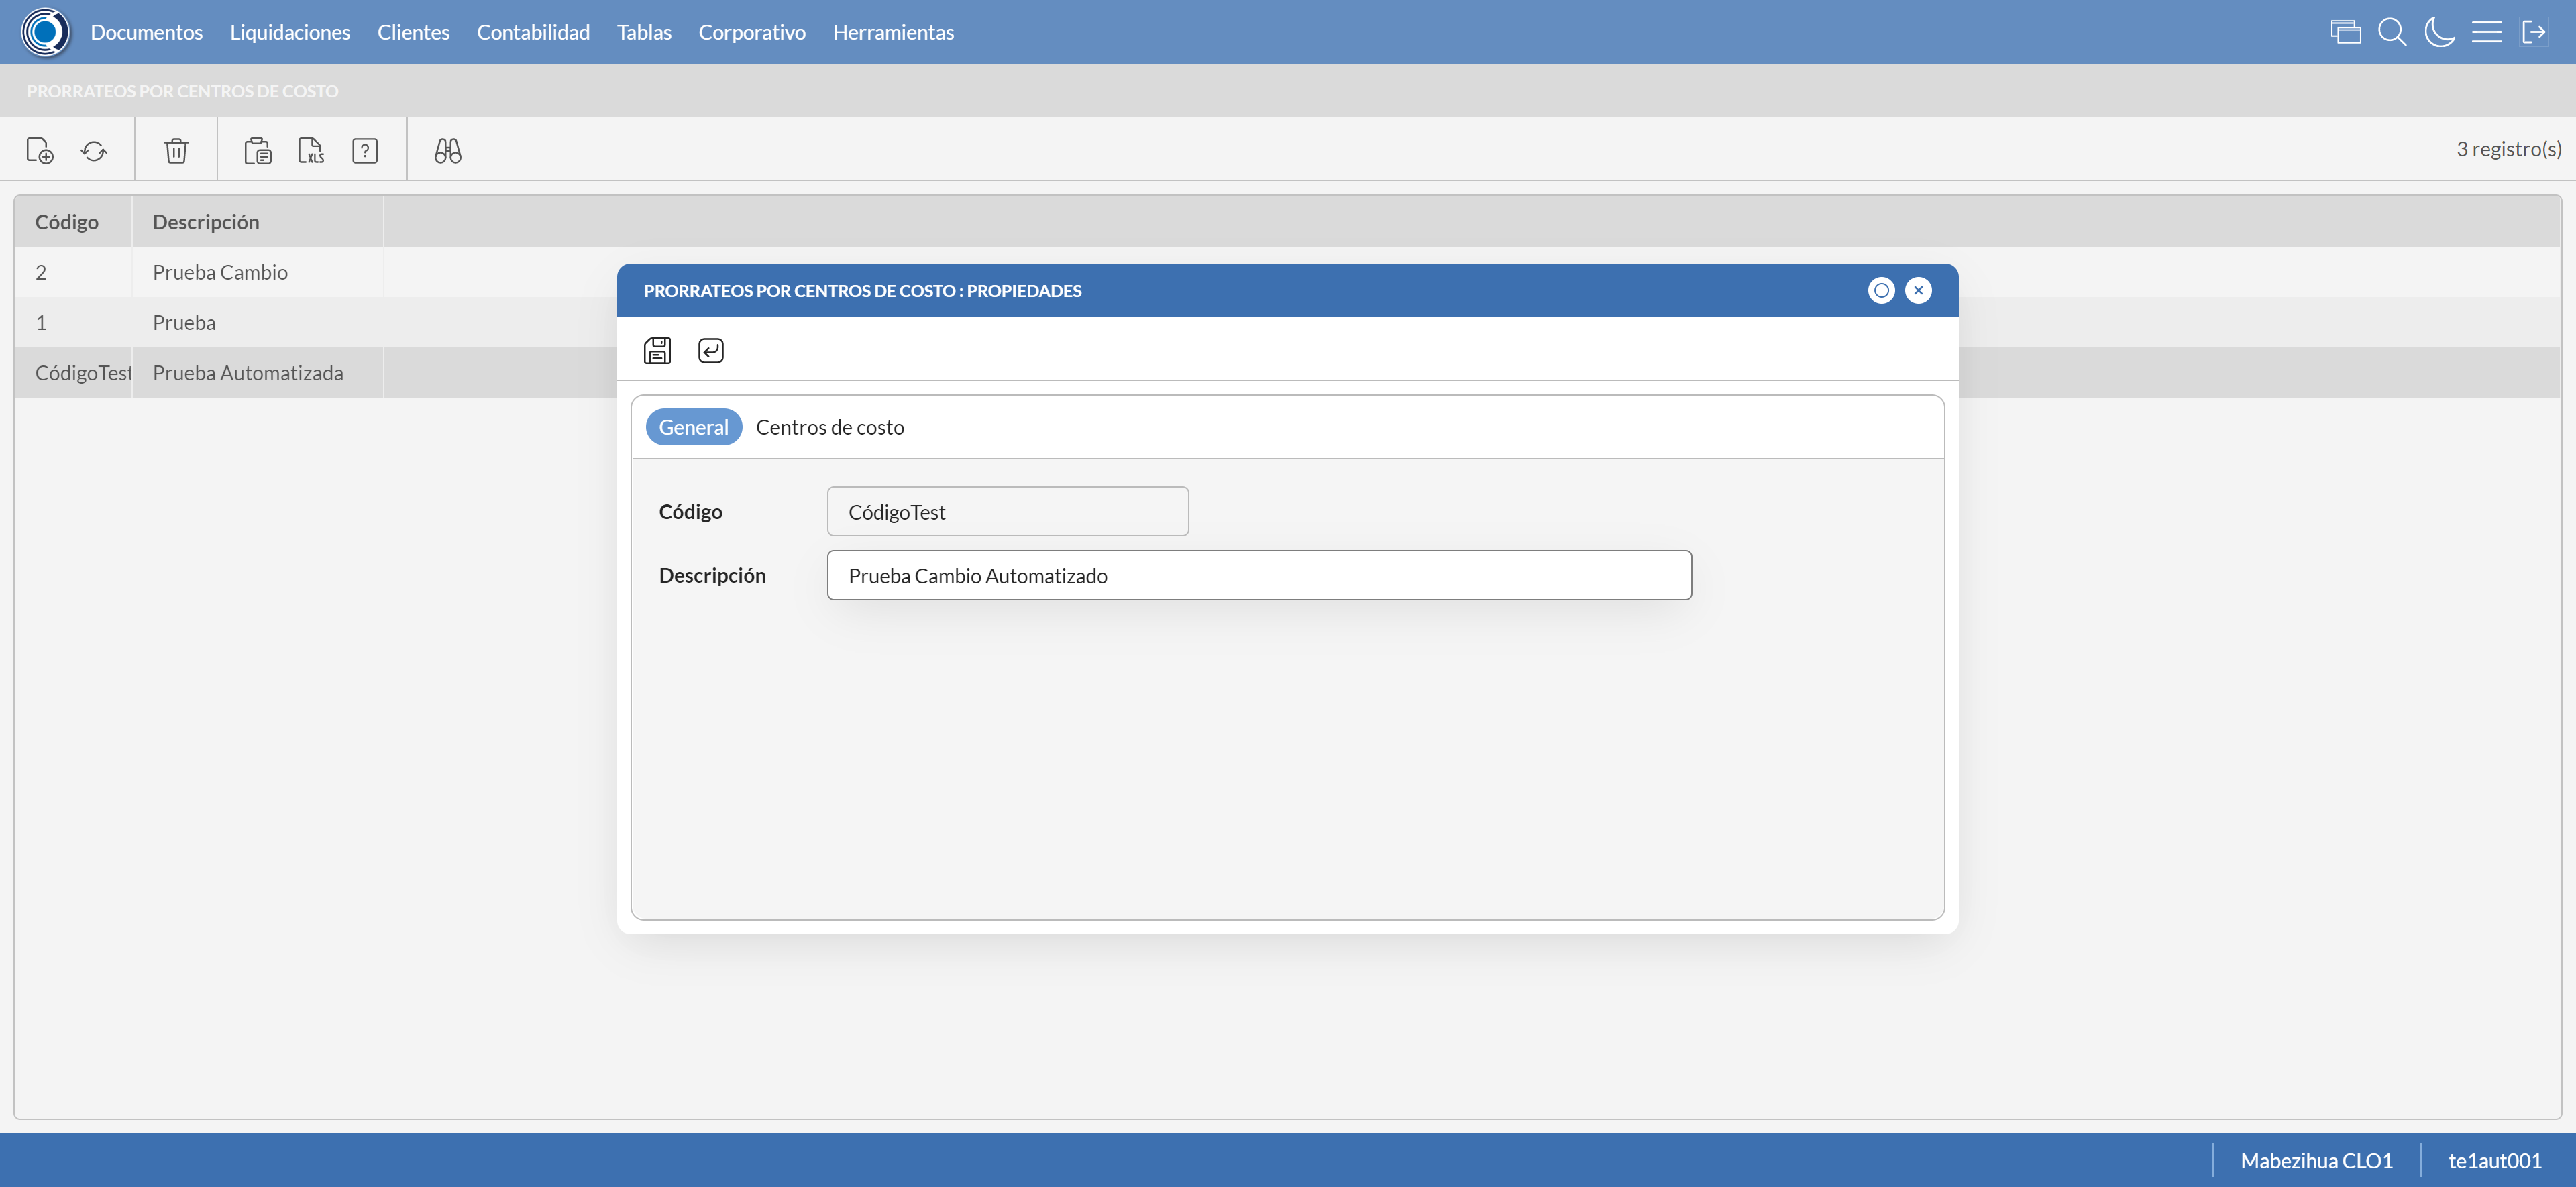 Documentos Liquidaciones Clientes Contabilidad Tablas Corporativo Herramientas
PRORRATEOS POR CENTROS DE COSTO
XLS ? 3 registro(s)
Código Descripción
2 Prueba Cambio
1 Prueba
CódigoTest Prueba Automatizada
PRORRATEOS POR CENTROS DE COSTO : PROPIEDADES
General Centros de costo
Código CódigoTest
Descripción Prueba Cambio Automatizado
Mabezihua CLO1 te1aut001